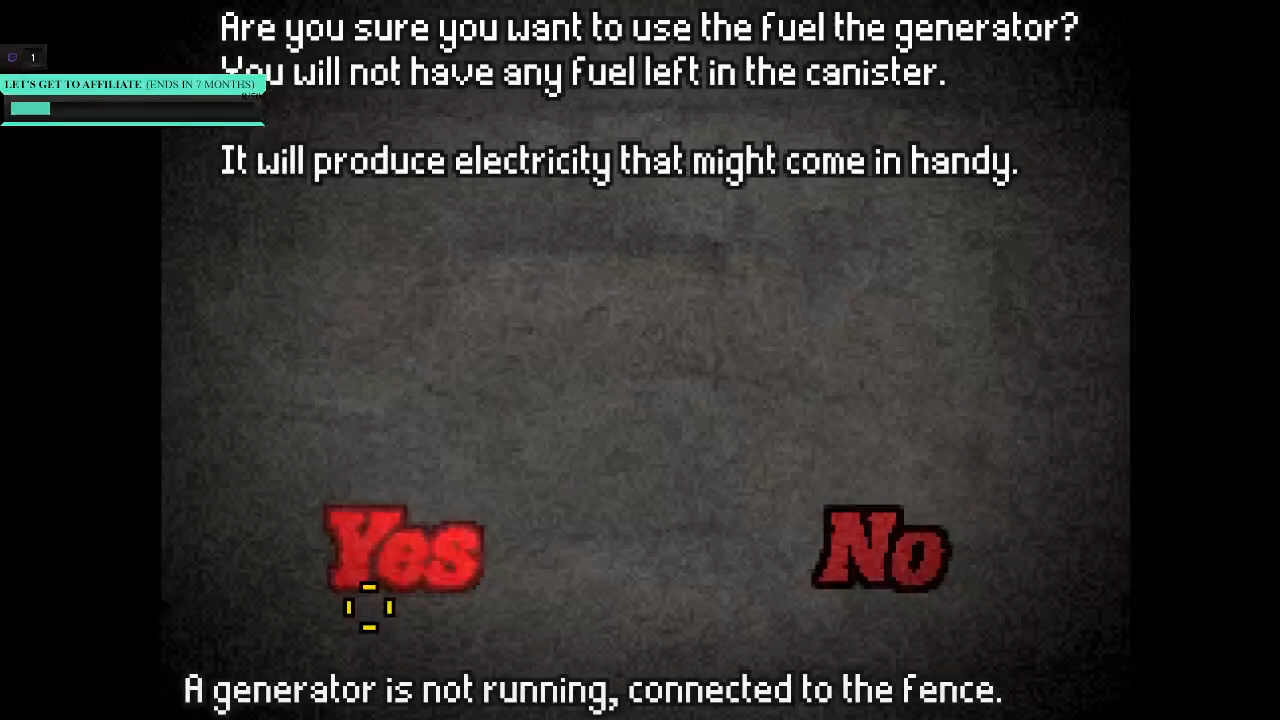 Are you sure you want to use the fuel the generator?
You will not have any fuel left in the canister.
1
LET'S GET TO AFFILIATE (ENDS IN 7 MONTHS)
It will produce electricity that might come in handy.
Yes
No
A generator is not running, connected to the fence.